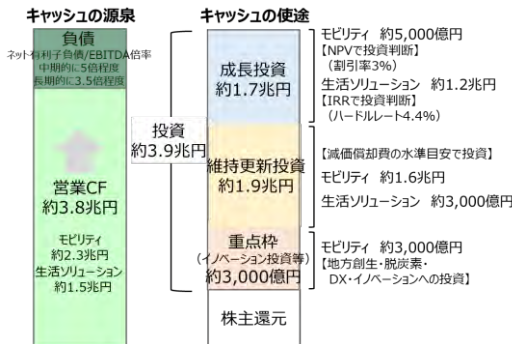 キャッシュの源泉
負債
ネット有利子負債/EBITDA倍率
中期的に5倍程度
長期的に3.5倍程度
営業CF
約3.8兆円
モビリティ
約2.3兆円
生活ソリューション
約1.5兆円
投資
約3.9兆円
キャッシュの使途
成長投資
約1.7兆円
維持更新投資
約1.9兆円
重点枠
(イノベーション投資等)
約3,000億円
株主還元
モビリティ 約5,000億円
【NPVで投資判断】
(割引率3%)
生活ソリューション 約1.2兆円
【IRRで投資判断】
(ハードルレート4.4%)
【減価償却費の水準目安で投資】
モビリティ 約1.6兆円
生活ソリューション 約3,000億円
モビリティ 約3,000億円
【地方創生・脱炭素・
DX・イノベーションへの投資】